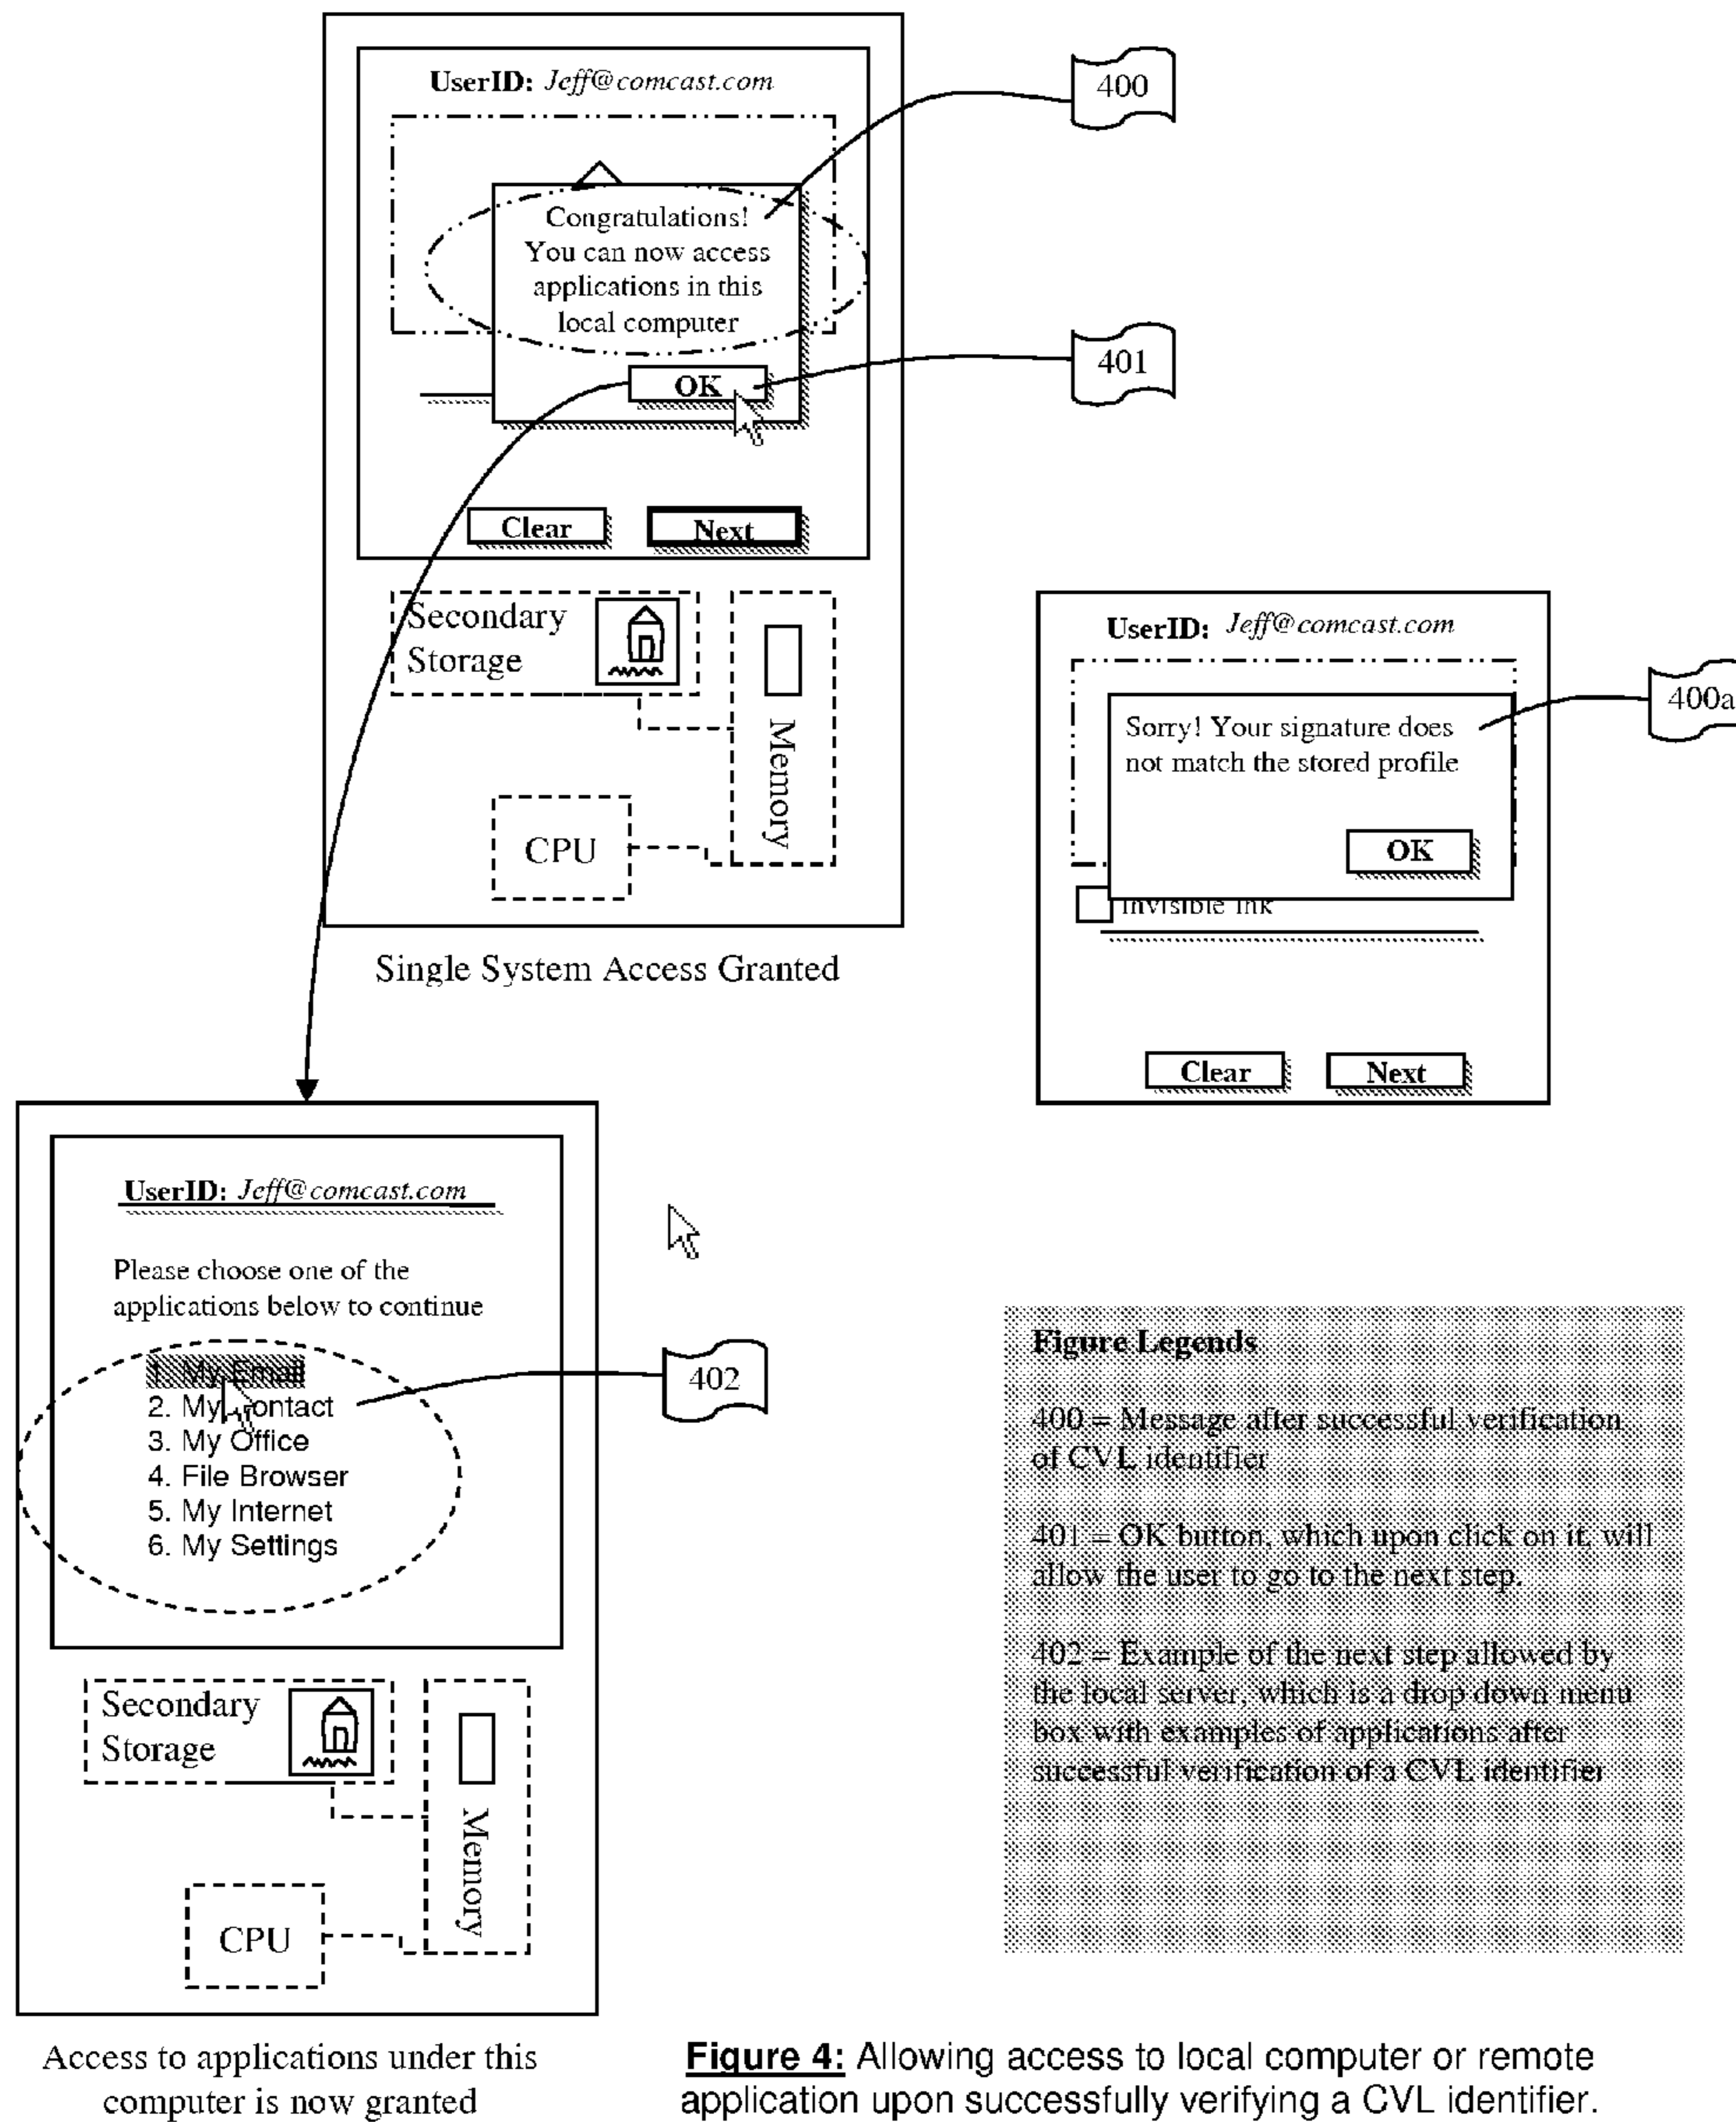 UserID: Jeff@comcast.com
400
Congratulations!
You can now access
applications in this
local computer
401
OK
Clear
Next
Secondary
Storage
Memory
CPU
Single System Access Granted
UserID: Jeff@comcast.com
400a
Sorry! Your signature does
not match the stored profile
OK
Invisible Ink
Clear
Next
UserID: Jeff@comcast.com
Please choose one of the
applications below to continue
1. My Email
2. My Contact
3. My Office
4. File Browser
5. My Internet
6. My Settings
402
Secondary
Storage
Memory
CPU
Access to applications under this
computer is now granted
Figure Legends
400 = Message after successful verification
of CVL identifier
401 = OK button, which upon click on it, will
allow the user to go to the next step.
402 = Example of the next step allowed by
the local server, which is a drop down menu
box with examples of applications after
successful verification of a CVL identifier
Figure 4: Allowing access to local computer or remote
application upon successfully verifying a CVL identifier.